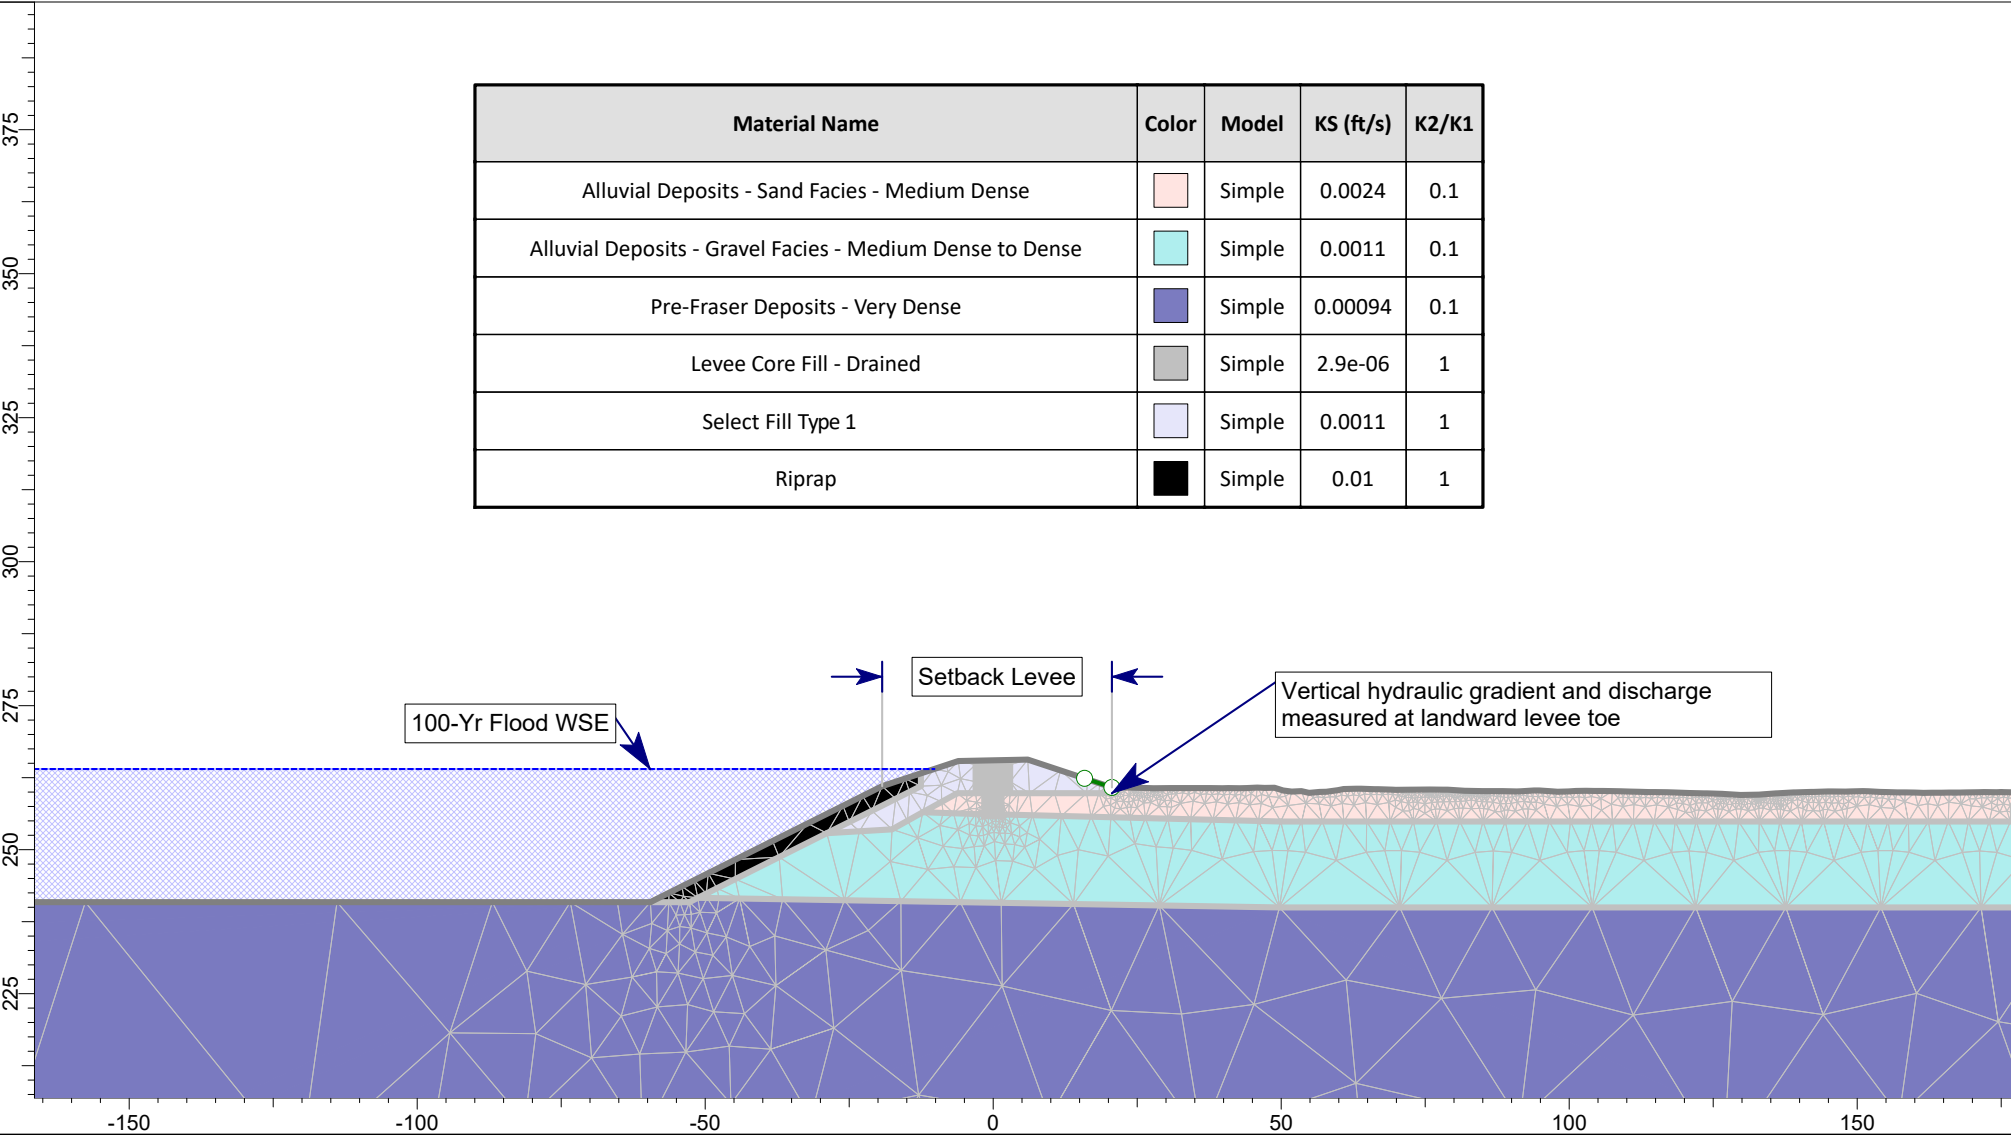 Material Name Color Model KS (ft/s) K2/K1
Alluvial Deposits - Sand Facies - Medium Dense Simple 0.0024 0.1
Alluvial Deposits - Gravel Facies - Medium Dense to Dense Simple 0.0011 0.1
Pre-Fraser Deposits - Very Dense Simple 0.00094 0.1
Levee Core Fill - Drained Simple 2.9e-06 1
Select Fill Type 1 Simple 0.0011 1
Riprap Simple 0.01 1
375
350
325
300
275
250
225
Setback Levee
100-Yr Flood WSE
Vertical hydraulic gradient and discharge
measured at landward levee toe
-150 -100 -50 0 50 100 150